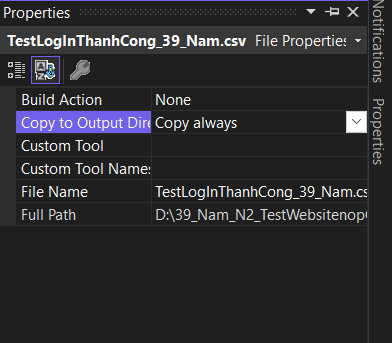 Properties
TestLogInThanhCong_39_Nam.csv File Properties
Build Action None
Copy to Output Dire Copy always
Custom Tool
Custom Tool Names
File Name TestLogInThanhCong_39_Nam.cs
Full Path D:\39_Nam_N2_TestWebsitenop
Notifications
Properties